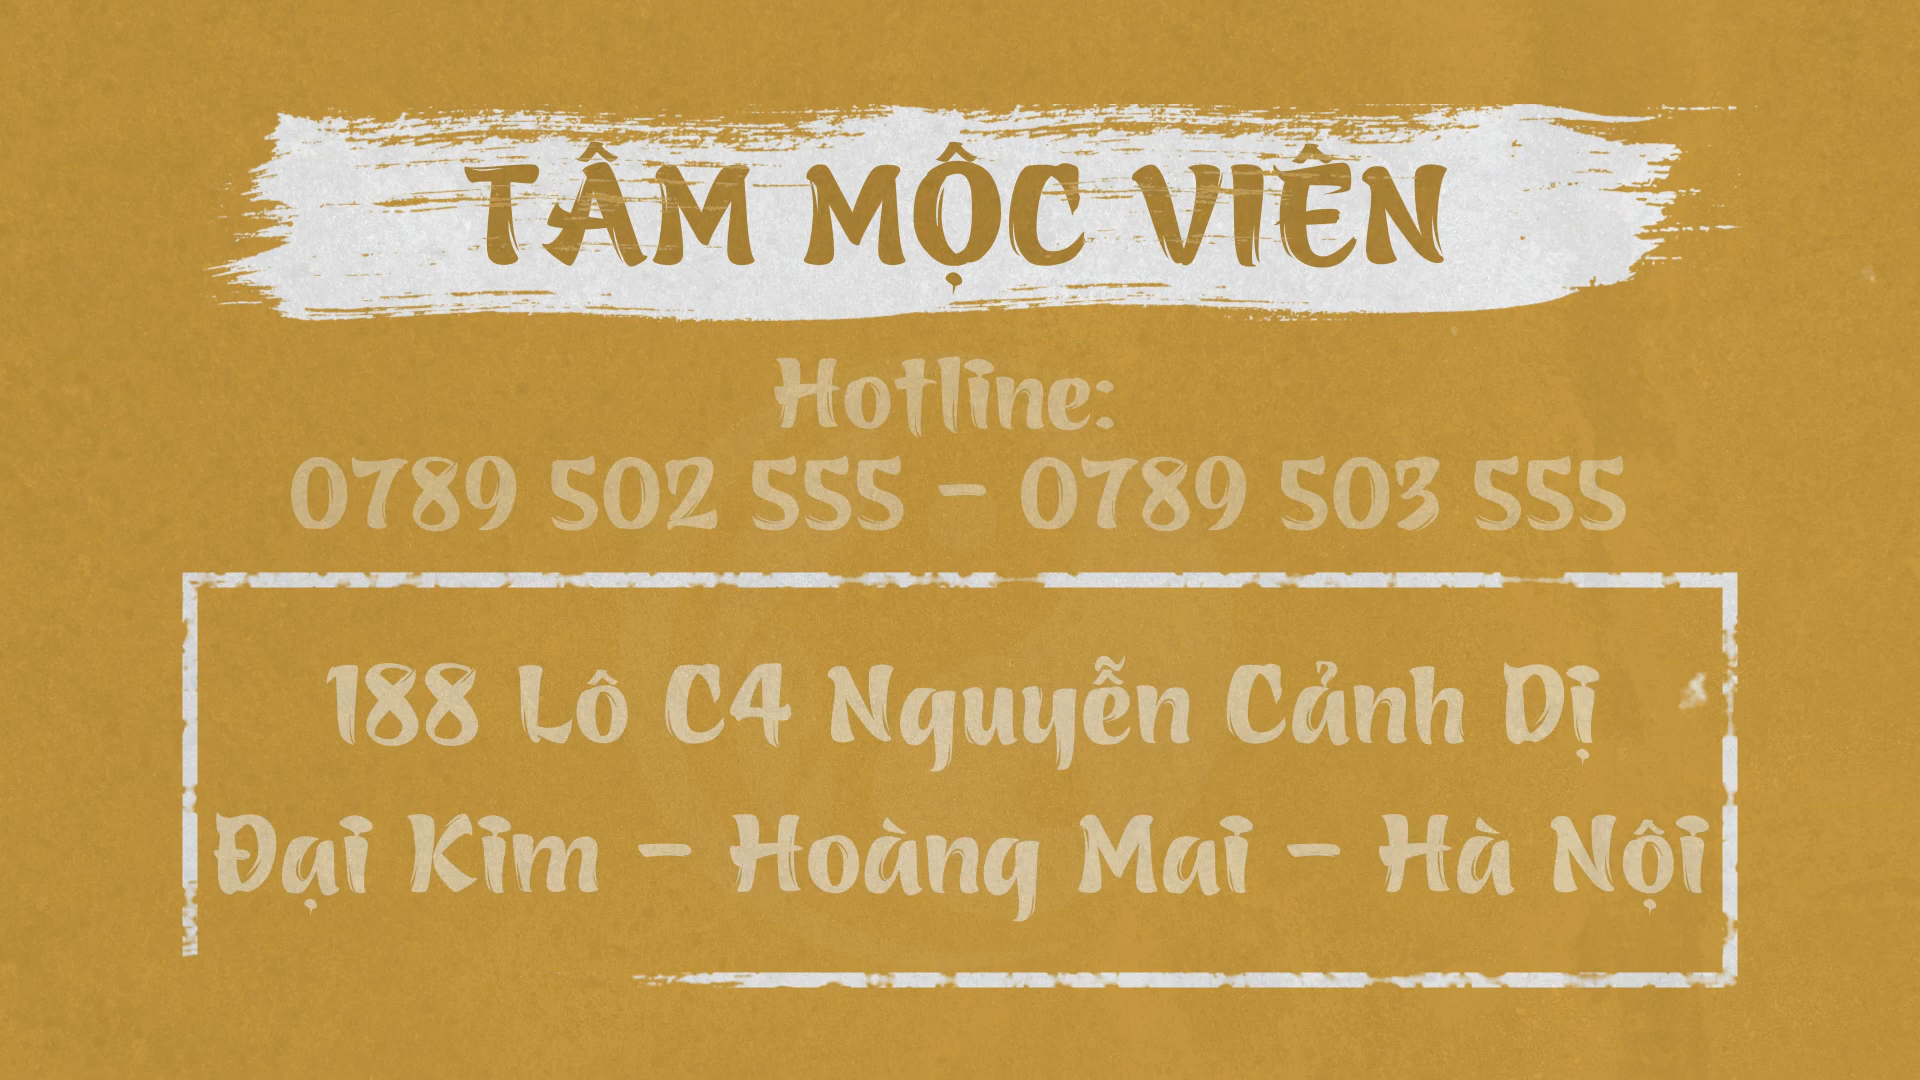 TÂM MỘC VIÊN
Hotline:
0789 502 555 - 0789 503 555
188 Lô C4 Nguyễn Cảnh Dị
Đại Kim - Hoàng Mai - Hà Nội